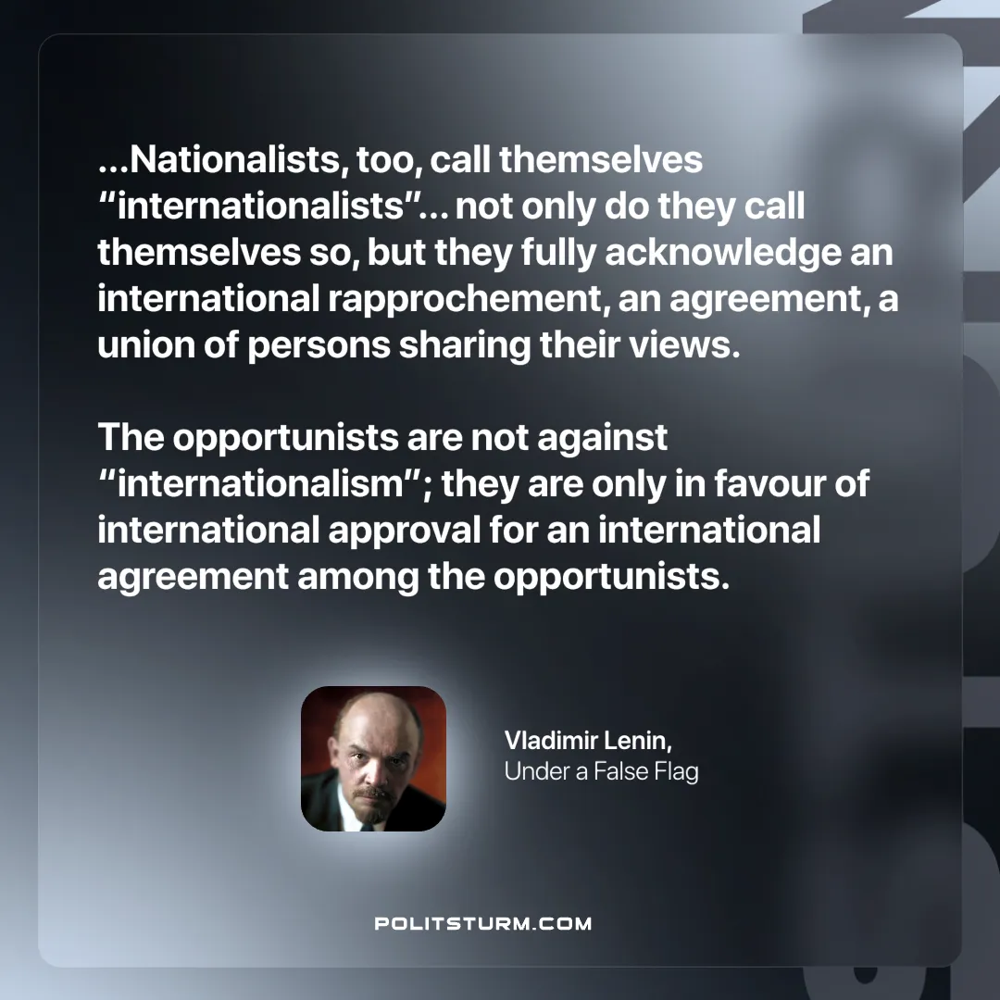 ...Nationalists, too, call themselves
“internationalists”... not only do they call
themselves so, but they fully acknowledge an
international rapprochement, an agreement, a
union of persons sharing their views.
The opportunists are not against
“internationalism”; they are only in favour of
international approval for an international
agreement among the opportunists.
Vladimir Lenin,
Under a False Flag
POLITSTURM.COM